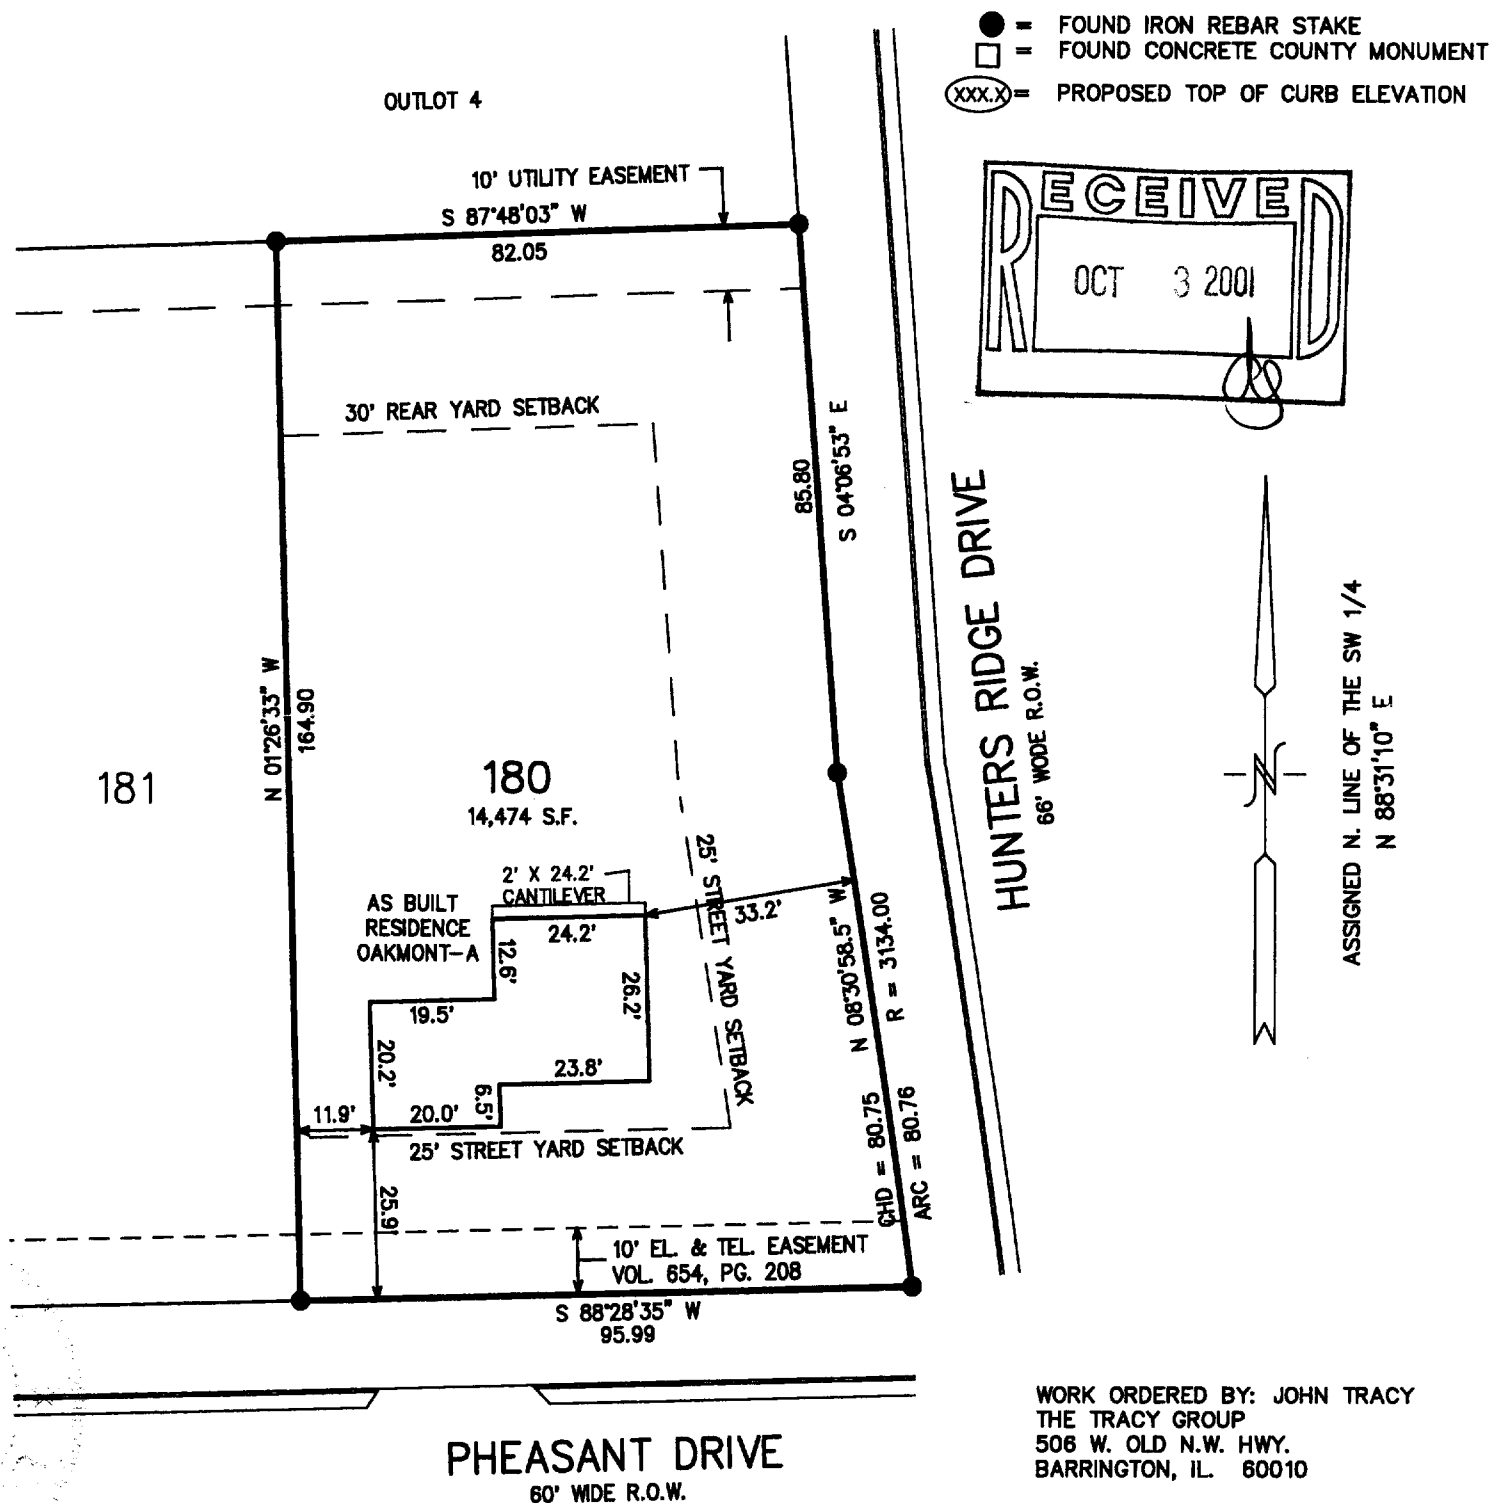 ● = FOUND IRON REBAR STAKE
□ = FOUND CONCRETE COUNTY MONUMENT
XXX.X = PROPOSED TOP OF CURB ELEVATION
OUTLOT 4
RECEIVED
OCT 3 2001
10' UTILITY EASEMENT
S 87°48'03" W
82.05
30' REAR YARD SETBACK
85.80
S 04°06'53" E
HUNTERS RIDGE DRIVE
66' WODE R.O.W.
N
ASSIGNED N. LINE OF THE SW 1/4
N 88°31'10" E
N 01°26'33" W
164.90
181
180
14,474 S.F.
25' STREET YARD SETBACK
2' X 24.2'
CANTILEVER
AS BUILT
RESIDENCE
OAKMONT-A
24.2'
33.2'
12.6'
26.2'
19.5'
20.2'
23.8'
6.5'
11.9'
20.0'
25' STREET YARD SETBACK
25.9'
N 08°30'58.5" W
R = 3134.00
CHD = 80.75
ARC = 80.76
10' EL. & TEL. EASEMENT
VOL. 654, PG. 208
S 88°28'35" W
95.99
PHEASANT DRIVE
60' WIDE R.O.W.
WORK ORDERED BY: JOHN TRACY
THE TRACY GROUP
506 W. OLD N.W. HWY.
BARRINGTON, IL. 60010